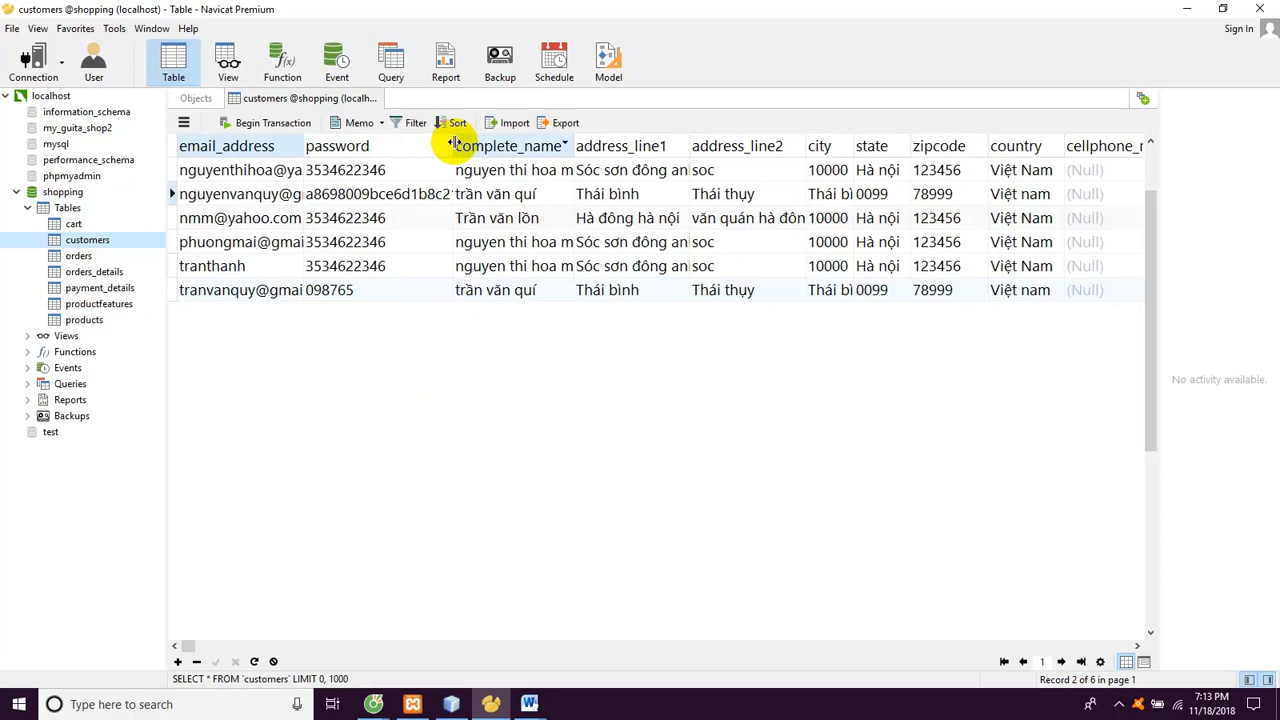 customers @shopping (localhost) - Table - Navicat Premium
File View Favorites Tools Window Help
Sign In
Connection User Table View Function Event Query Report Backup Schedule Model
localhost
information_schema
my_guita_shop2
mysql
performance_schema
phpmyadmin
shopping
Tables
cart
customers
orders
orders_details
payment_details
productfeatures
products
Views
Functions
Events
Queries
Reports
Backups
test
Objects customers @shopping (localh...
Begin Transaction Memo Filter Sort Import Export
email_address password complete_name address_line1 address_line2 city state zipcode country cellphone_n
nguyenthihoa@ya 3534622346 nguyen thi hoa m Sóc sơn đông anh soc 10000 Hà nội 123456 Việt Nam (Null)
nguyenvanquy@g a8698009bce6d1b8c2 trần văn quí Thái bình Thái thụy Thái bì 0099 78999 Việt Nam (Null)
nmm@yahoo.com 3534622346 Trần văn lồn Hà đông hà nội văn quán hà đôn 10000 Hà nội 123456 Việt Nam (Null)
phuongmai@gmai 3534622346 nguyen thi hoa m Sóc sơn đông anh soc 10000 Hà nội 123456 Việt Nam (Null)
tranthanh 3534622346 nguyen thi hoa m Sóc sơn đông anh soc 10000 Hà nội 123456 Việt Nam (Null)
tranvanquy@gmai 098765 trần văn quí Thái bình Thái thụy Thái bì 0099 78999 Việt nam (Null)
No activity available.
1
SELECT * FROM `customers` LIMIT 0, 1000
Record 2 of 6 in page 1
Type here to search
7:13 PM
11/18/2018